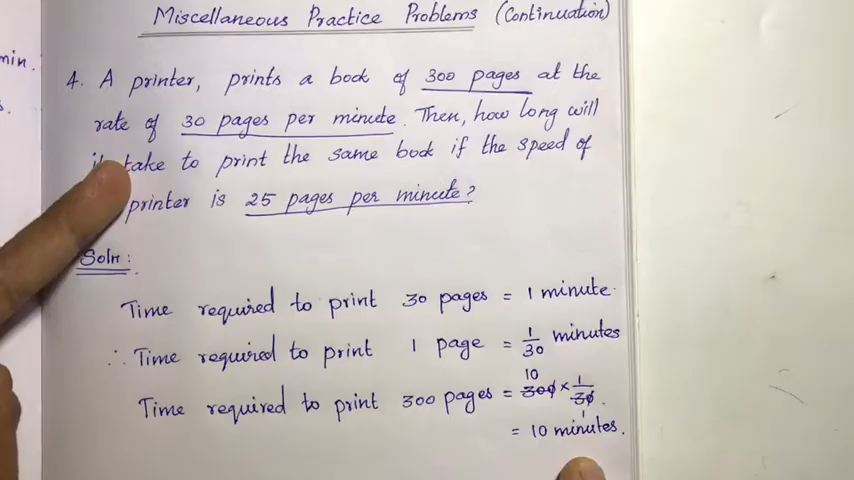 Miscellaneous Practice Problems (Continuation)
min.
4. A printer, prints a book of 300 pages at the
rate of 30 pages per minute. Then, how long will
take to print the same book if the speed of
printer is 25 pages per minute?
Soln:
Time required to print 30 pages = 1 minute.
∴ Time required to print 1 page = 1/30 minutes
Time required to print 300 pages = 300 × 1/30
10
1
= 10 minutes.